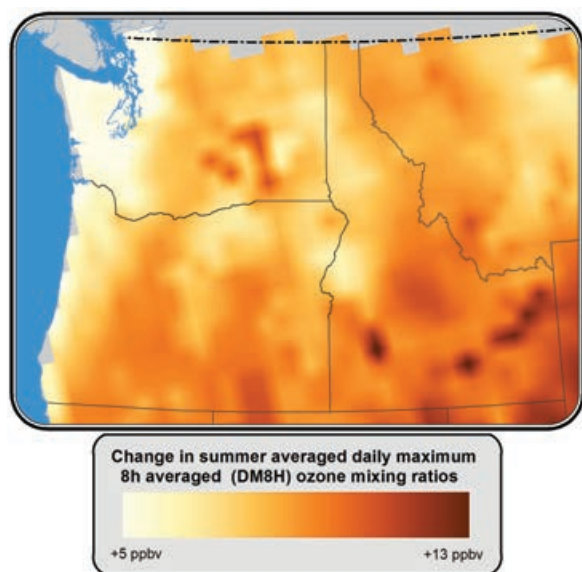 Change in summer averaged daily maximum
8h averaged (DM8H) ozone mixing ratios
+5 ppbv +13 ppbv